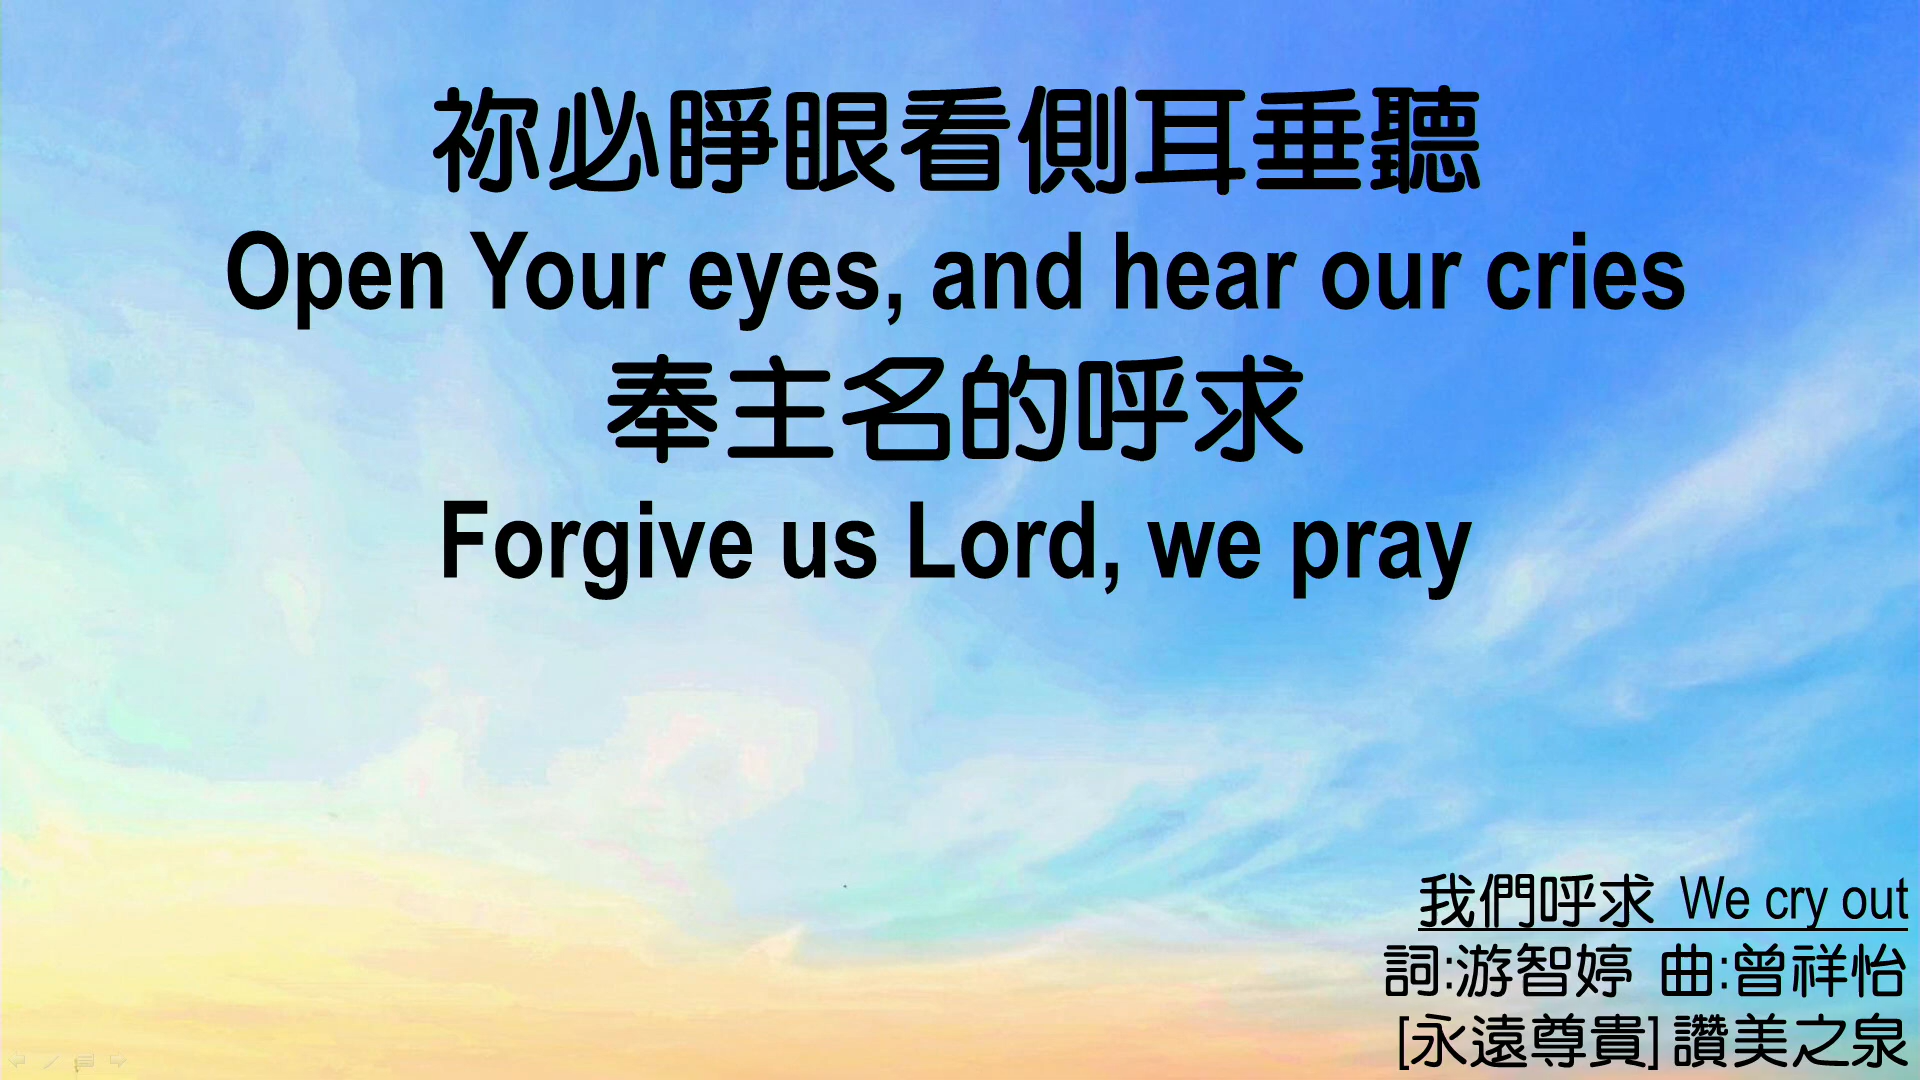 祢必睜眼看側耳垂聽
Open Your eyes, and hear our cries
奉主名的呼求
Forgive us Lord, we pray
我們呼求 We cry out
詞:游智婷 曲:曾祥怡
[永遠尊貴] 讚美之泉